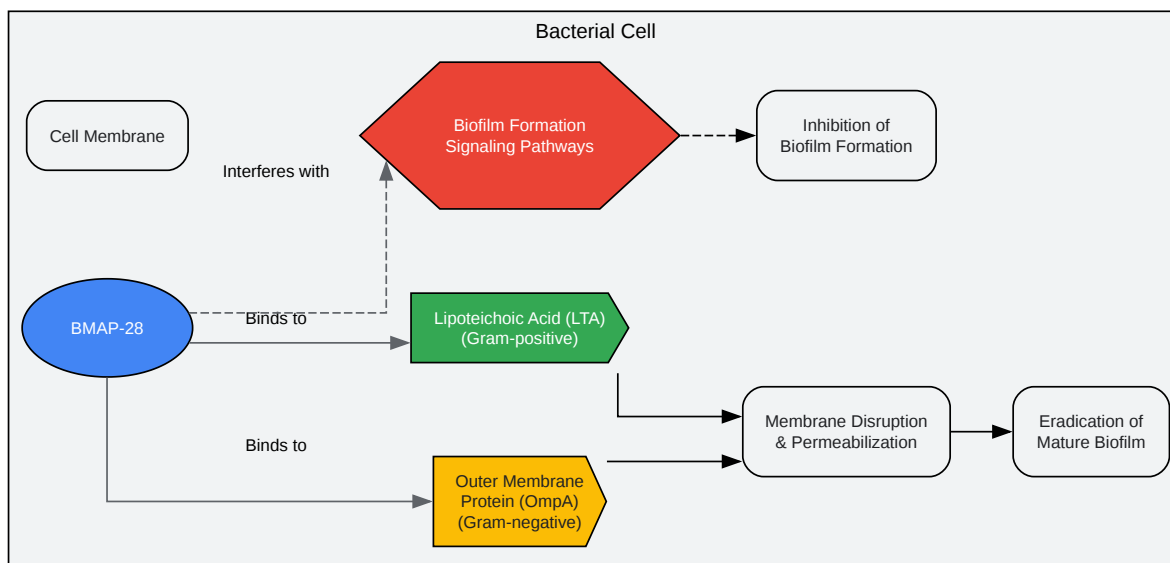 Bacterial Cell
Cell Membrane
Biofilm Formation
Signaling Pathways
Inhibition of
Biofilm Formation
Interferes with
BMAP-28
Binds to
Lipoteichoic Acid (LTA)
(Gram-positive)
Membrane Disruption
& Permeabilization
Eradication of
Mature Biofilm
Binds to
Outer Membrane
Protein (OmpA)
(Gram-negative)